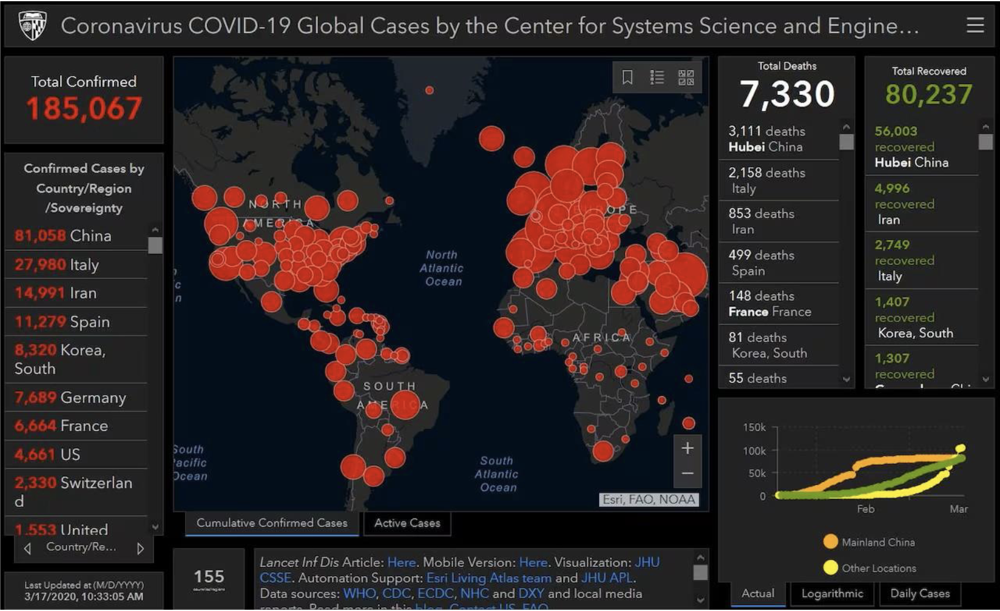 Coronavirus COVID-19 Global Cases by the Center for Systems Science and Engine...
Total Confirmed
185,067
Confirmed Cases by
Country/Region
/Sovereignty
81,058 China
27,980 Italy
14,991 Iran
11,279 Spain
8,320 Korea,
South
7,689 Germany
6,664 France
4,661 US
2,330 Switzerlan
d
1,553 United
Country/Re...
Last Updated at (M/D/YYYY)
3/17/2020, 10:33:05 AM
NORTH
AMERICA
North
Atlantic
Ocean
OPE
AFRICA
SOUTH
AMERICA
c
n
South
Pacific
Ocean
South
Atlantic
Ocean
+
−
Esri, FAO, NOAA
Cumulative Confirmed Cases
Active Cases
155
countries/regions
Lancet Inf Dis Article: Here. Mobile Version: Here. Visualization: JHU
CSSE. Automation Support: Esri Living Atlas team and JHU APL.
Data sources: WHO, CDC, ECDC, NHC and DXY and local media
reports. Read more in this blog. Contact US. FAQ.
Total Deaths
7,330
3,111 deaths
Hubei China
2,158 deaths
Italy
853 deaths
Iran
499 deaths
Spain
148 deaths
France France
81 deaths
Korea, South
55 deaths
Total Recovered
80,237
56,003
recovered
Hubei China
4,996
recovered
Iran
2,749
recovered
Italy
1,407
recovered
Korea, South
1,307
recovered
150k
100k
50k
0
Feb
Mar
Mainland China
Other Locations
Actual
Logarithmic
Daily Cases